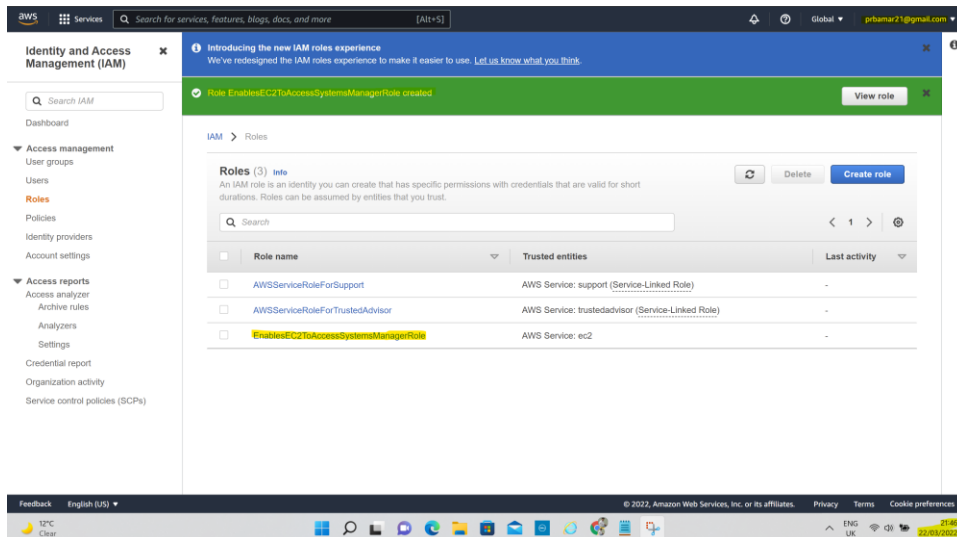 aws Services Search for services, features, blogs, docs, and more [Alt+S] Global prbamar21@gmail.com
Identity and Access
Management (IAM)
Search IAM
Dashboard
Access management
User groups
Users
Roles
Policies
Identity providers
Account settings
Access reports
Access analyzer
Archive rules
Analyzers
Settings
Credential report
Organization activity
Service control policies (SCPs)
Introducing the new IAM roles experience
We've redesigned the IAM roles experience to make it easier to use. Let us know what you think.
Role EnablesEC2ToAccessSystemsManagerRole created View role
IAM > Roles
Roles (3) Info
An IAM role is an identity you can create that has specific permissions with credentials that are valid for short
durations. Roles can be assumed by entities that you trust.
Delete Create role
Search
1
Role name Trusted entities Last activity
AWSServiceRoleForSupport AWS Service: support (Service-Linked Role) -
AWSServiceRoleForTrustedAdvisor AWS Service: trustedadvisor (Service-Linked Role) -
EnablesEC2ToAccessSystemsManagerRole AWS Service: ec2 -
Feedback English (US) © 2022, Amazon Web Services, Inc. or its affiliates. Privacy Terms Cookie preferences
12°C
Clear
ENG
UK
21:46
22/03/2022